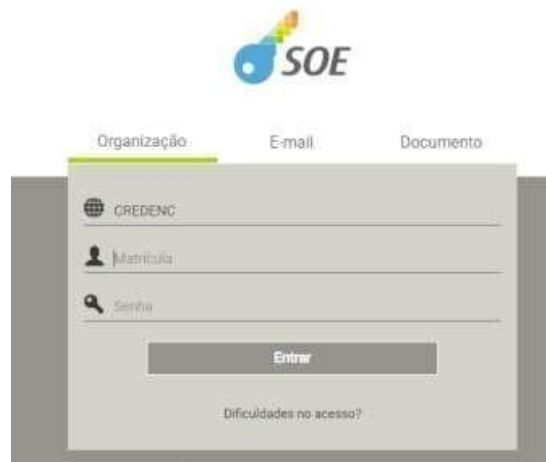 SOE
Organização E-mail Documento
CREDENC
Matrícula
Senha
Entrar
Dificuldades no acesso?